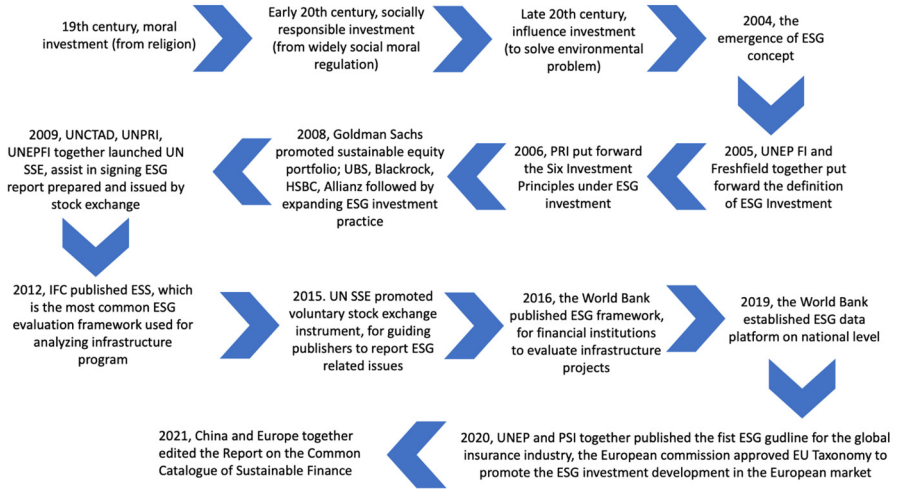 19th century, moral
investment (from religion)
Early 20th century, socially
responsible investment
(from widely social moral
regulation)
Late 20th century,
influence investment
(to solve environmental
problem)
2004, the
emergence of ESG
concept
2005, UNEP FI and
Freshfield together put
forward the definition
of ESG Investment
2006, PRI put forward
the Six Investment
Principles under ESG
investment
2008, Goldman Sachs
promoted sustainable equity
portfolio; UBS, Blackrock,
HSBC, Allianz followed by
expanding ESG investment
practice
2009, UNCTAD, UNPRI,
UNEPFI together launched UN
SSE, assist in signing ESG
report prepared and issued by
stock exchange
2012, IFC published ESS, which
is the most common ESG
evaluation framework used for
analyzing infrastructure
program
2015. UN SSE promoted
voluntary stock exchange
instrument, for guiding
publishers to report ESG
related issues
2016, the World Bank
published ESG framework,
for financial institutions
to evaluate infrastructure
projects
2019, the World Bank
established ESG data
platform on national level
2020, UNEP and PSI together published the fist ESG gudline for the global
insurance industry, the European commission approved EU Taxonomy to
promote the ESG investment development in the European market
2021, China and Europe together
edited the Report on the Common
Catalogue of Sustainable Finance